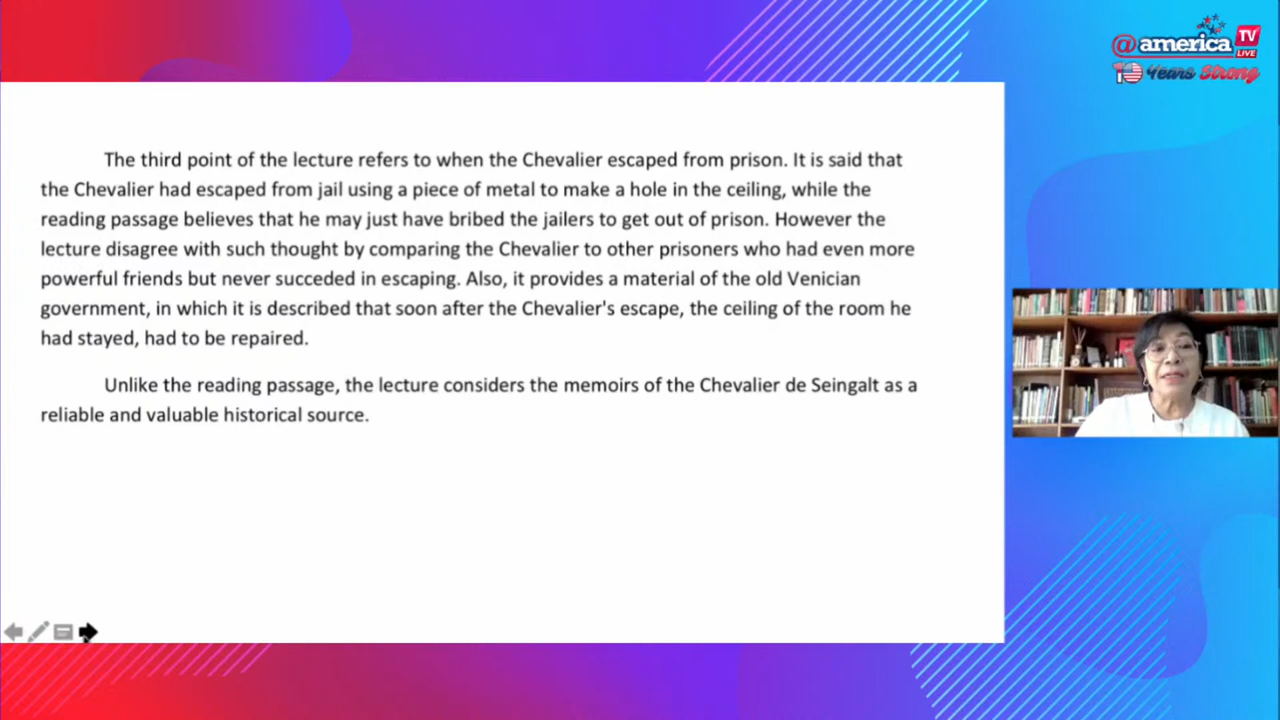 @america TV
LIVE
10 Years Strong
The third point of the lecture refers to when the Chevalier escaped from prison. It is said that
the Chevalier had escaped from jail using a piece of metal to make a hole in the ceiling, while the
reading passage believes that he may just have bribed the jailers to get out of prison. However the
lecture disagree with such thought by comparing the Chevalier to other prisoners who had even more
powerful friends but never succeded in escaping. Also, it provides a material of the old Venician
government, in which it is described that soon after the Chevalier's escape, the ceiling of the room he
had stayed, had to be repaired.
Unlike the reading passage, the lecture considers the memoirs of the Chevalier de Seingalt as a
reliable and valuable historical source.